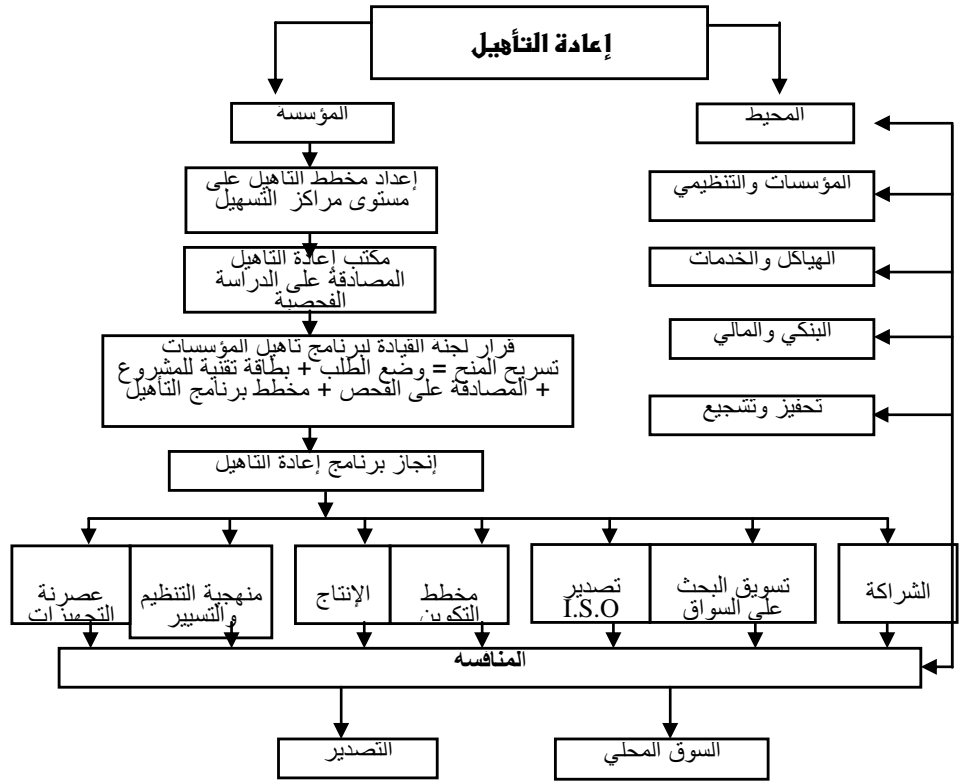 إعادة التأهيل
المؤسسة
المحيط
إعداد مخطط التأهيل على
مستوى مراكز التسهيل
المؤسسات والتنظيمي
مكتب إعادة التاهيل
المصادقة على الدراسة
الفحصية
الهياكل والخدمات
البنكي والمالي
قرار لجنة القيادة لبرنامج تأهيل المؤسسات
تسريح المنح = وضع الطلب + بطاقة تقنية للمشروع
+ المصادقة على الفحص + مخطط برنامج التأهيل
تحفيز وتشجيع
إنجاز برنامج إعادة التاهيل
الشراكة
تسويق البحث
على السواق
تصدير
I.S.O
مخطط
التكوين
الإنتاج
منهجية التنظيم
والتسيير
عصرنة
التجهيزات
المنافسه
السوق المحلي
التصدير